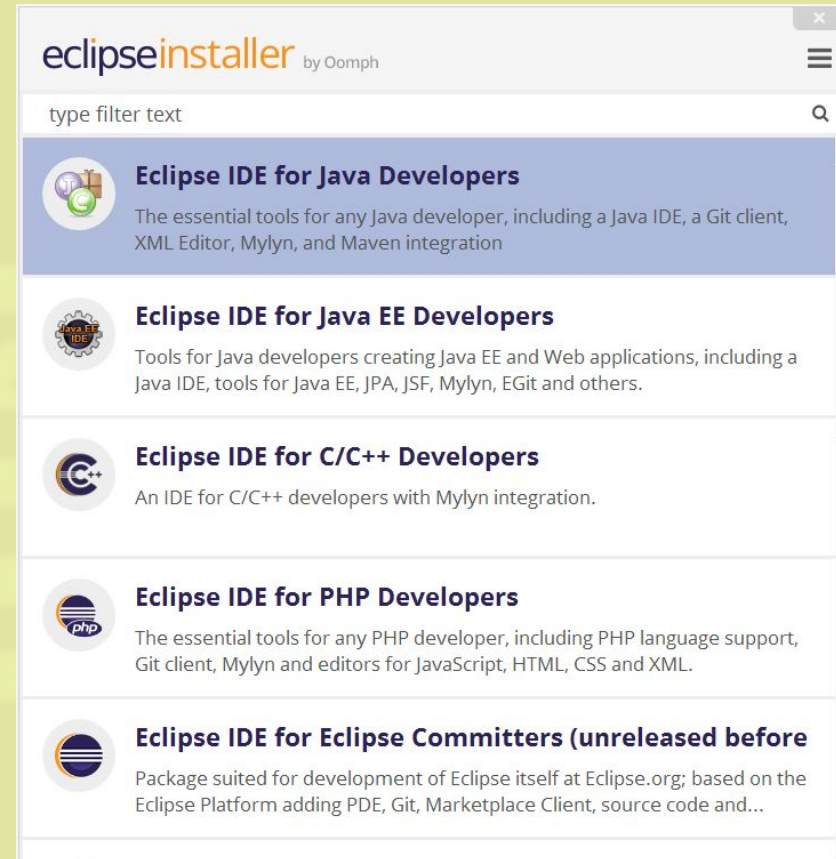 eclipseinstaller by Oomph
type filter text
Eclipse IDE for Java Developers
The essential tools for any Java developer, including a Java IDE, a Git client,
XML Editor, Mylyn, and Maven integration
Java EE
IDE
Eclipse IDE for Java EE Developers
Tools for Java developers creating Java EE and Web applications, including a
Java IDE, tools for Java EE, JPA, JSF, Mylyn, EGit and others.
C++
Eclipse IDE for C/C++ Developers
An IDE for C/C++ developers with Mylyn integration.
php
Eclipse IDE for PHP Developers
The essential tools for any PHP developer, including PHP language support,
Git client, Mylyn and editors for JavaScript, HTML, CSS and XML.
Eclipse IDE for Eclipse Committers (unreleased before
Package suited for development of Eclipse itself at Eclipse.org; based on the
Eclipse Platform adding PDE, Git, Marketplace Client, source code and...